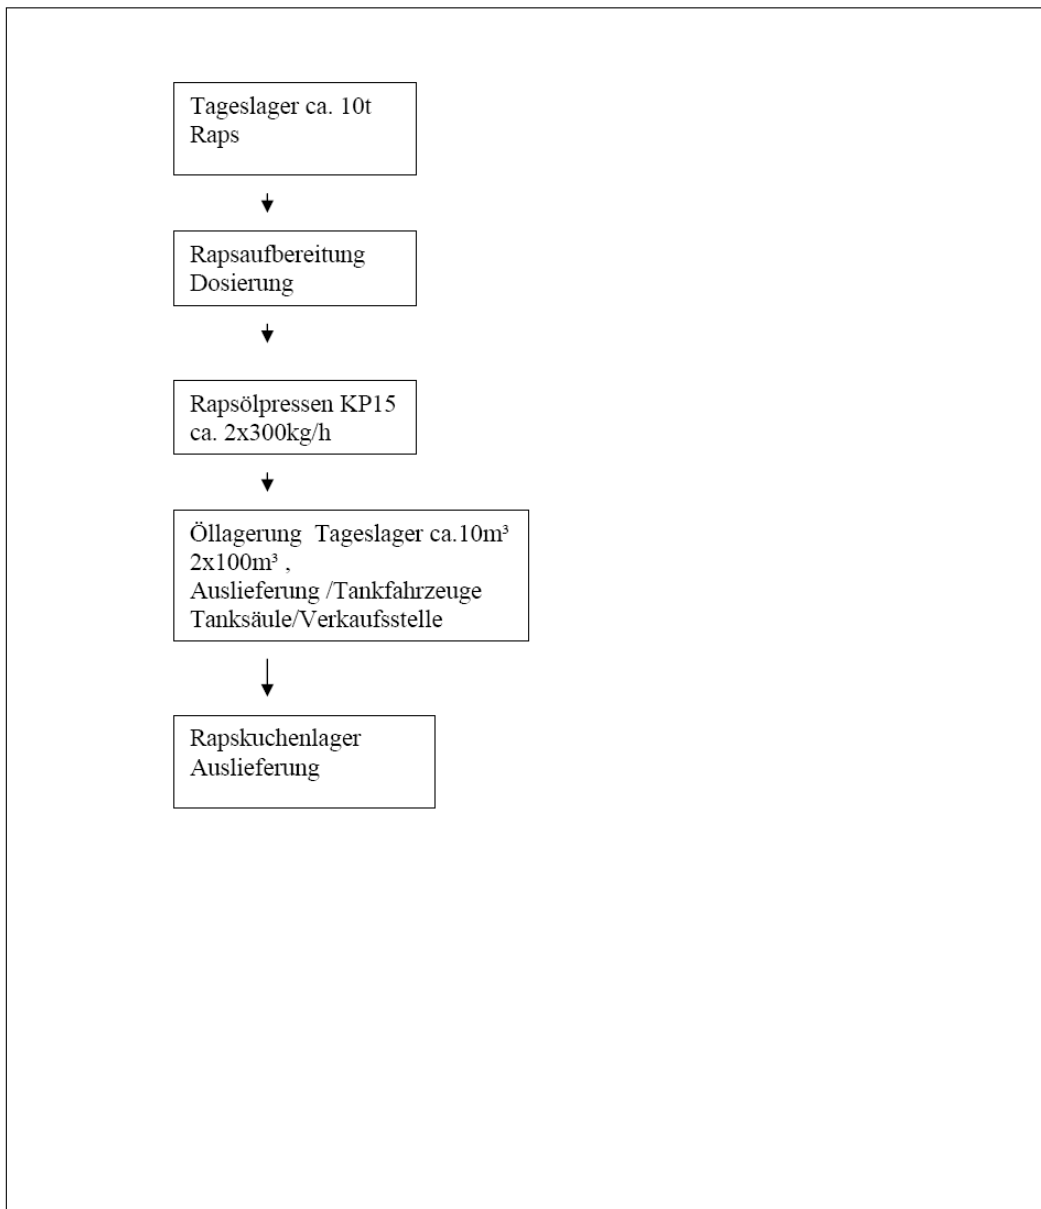 Tageslager ca. 10t
Raps
Rapsaufbereitung
Dosierung
Rapsölpressen KP15
ca. 2x300kg/h
Öllagerung  Tageslager ca.10m³
2x100m³ ,
Auslieferung /Tankfahrzeuge
Tanksäule/Verkaufsstelle
Rapskuchenlager
Auslieferung